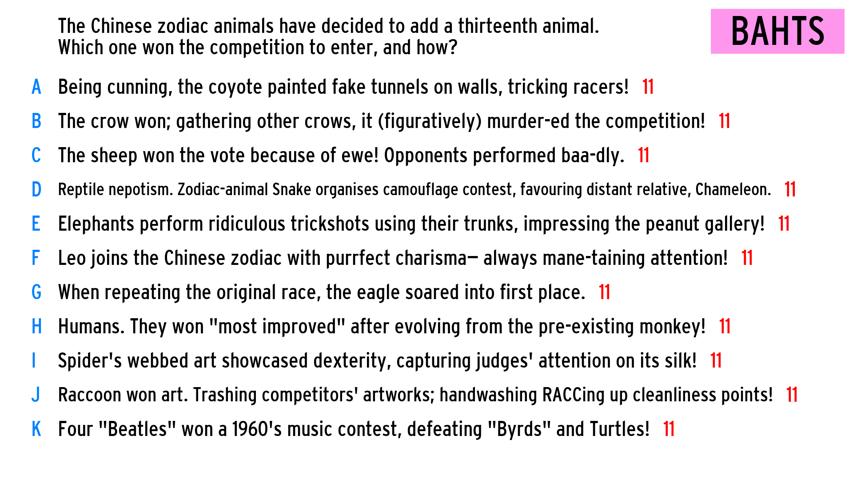 The Chinese zodiac animals have decided to add a thirteenth animal.
Which one won the competition to enter, and how?
BAHTS
A Being cunning, the coyote painted fake tunnels on walls, tricking racers! 11
B The crow won; gathering other crows, it (figuratively) murder-ed the competition! 11
C The sheep won the vote because of ewe! Opponents performed baa-dly. 11
D Reptile nepotism. Zodiac-animal Snake organises camouflage contest, favouring distant relative, Chameleon. 11
E Elephants perform ridiculous trickshots using their trunks, impressing the peanut gallery! 11
F Leo joins the Chinese zodiac with purrfect charisma— always mane-taining attention! 11
G When repeating the original race, the eagle soared into first place. 11
H Humans. They won "most improved" after evolving from the pre-existing monkey! 11
I Spider's webbed art showcased dexterity, capturing judges' attention on its silk! 11
J Raccoon won art. Trashing competitors' artworks; handwashing RACCing up cleanliness points! 11
K Four "Beatles" won a 1960's music contest, defeating "Byrds" and Turtles! 11